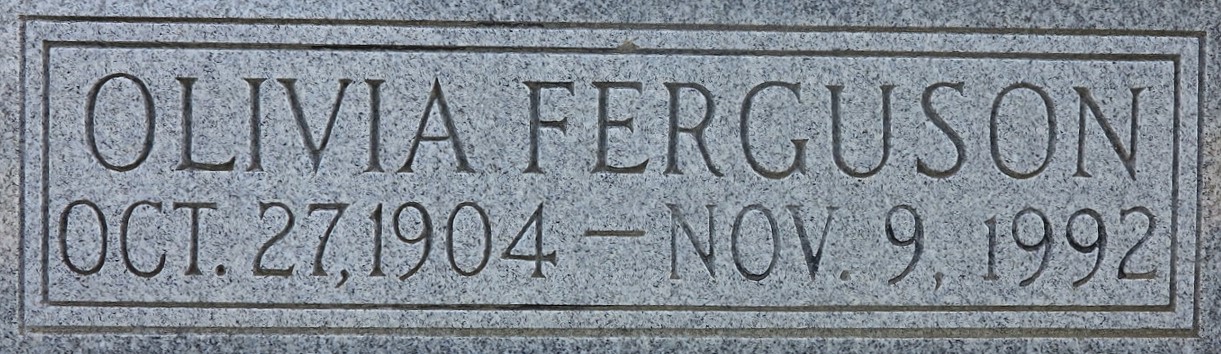 OLIVIA FERGUSON
OCT. 27, 1904 – NOV. 9, 1992